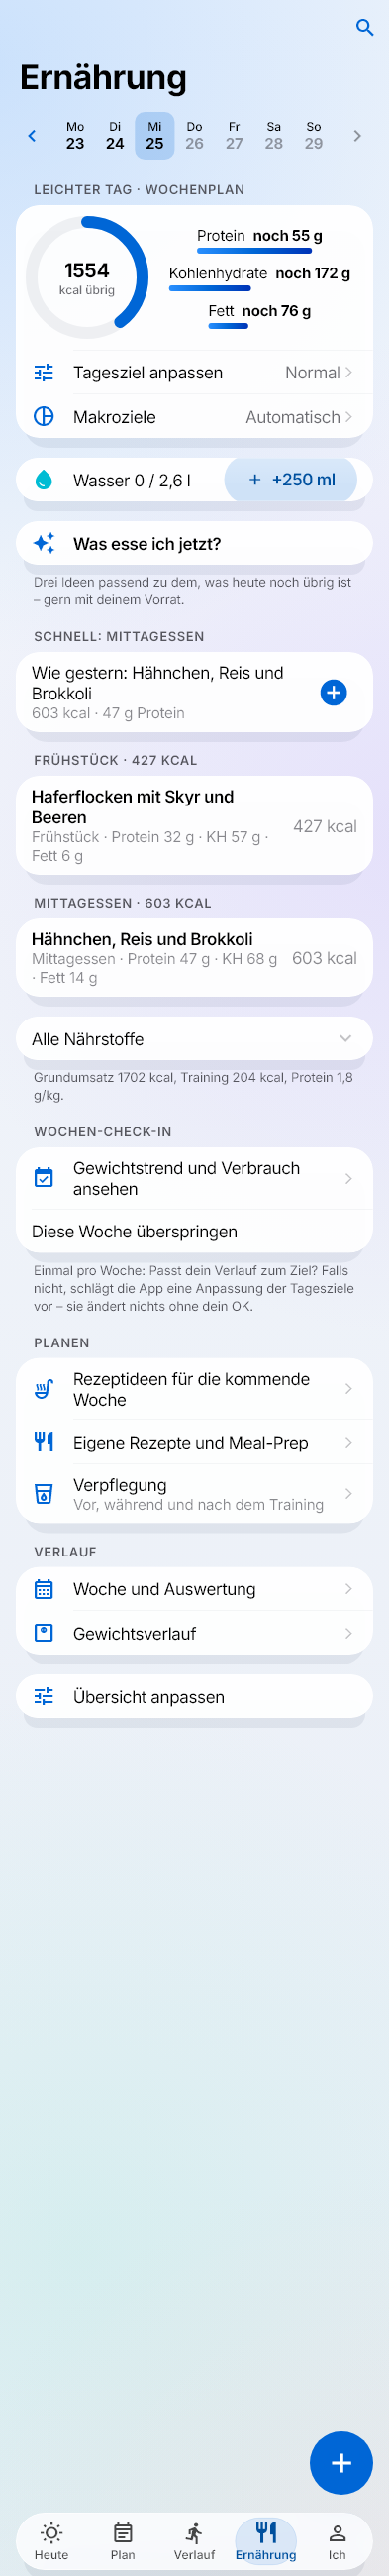 Ernährung
Mo Di Mi Do Fr Sa So
23 24 25 26 27 28 29
LEICHTER TAG · WOCHENPLAN
1554
kcal übrig
Protein noch 55 g
Kohlenhydrate noch 172 g
Fett noch 76 g
Tagesziel anpassen Normal
Makroziele Automatisch
Wasser 0 / 2,6 l +250 ml
Was esse ich jetzt?
Drei Ideen passend zu dem, was heute noch übrig ist
– gern mit deinem Vorrat.
SCHNELL: MITTAGESSEN
Wie gestern: Hähnchen, Reis und
Brokkoli
603 kcal · 47 g Protein
FRÜHSTÜCK · 427 KCAL
Haferflocken mit Skyr und
Beeren
Frühstück · Protein 32 g · KH 57 g ·
Fett 6 g
427 kcal
MITTAGESSEN · 603 KCAL
Hähnchen, Reis und Brokkoli
Mittagessen · Protein 47 g · KH 68 g
· Fett 14 g
603 kcal
Alle Nährstoffe
Grundumsatz 1702 kcal, Training 204 kcal, Protein 1,8
g/kg.
WOCHEN-CHECK-IN
Gewichtstrend und Verbrauch
ansehen
Diese Woche überspringen
Einmal pro Woche: Passt dein Verlauf zum Ziel? Falls
nicht, schlägt die App eine Anpassung der Tagesziele
vor – sie ändert nichts ohne dein OK.
PLANEN
Rezeptideen für die kommende
Woche
Eigene Rezepte und Meal-Prep
Verpflegung
Vor, während und nach dem Training
VERLAUF
Woche und Auswertung
Gewichtsverlauf
Übersicht anpassen
Heute Plan Verlauf Ernährung Ich